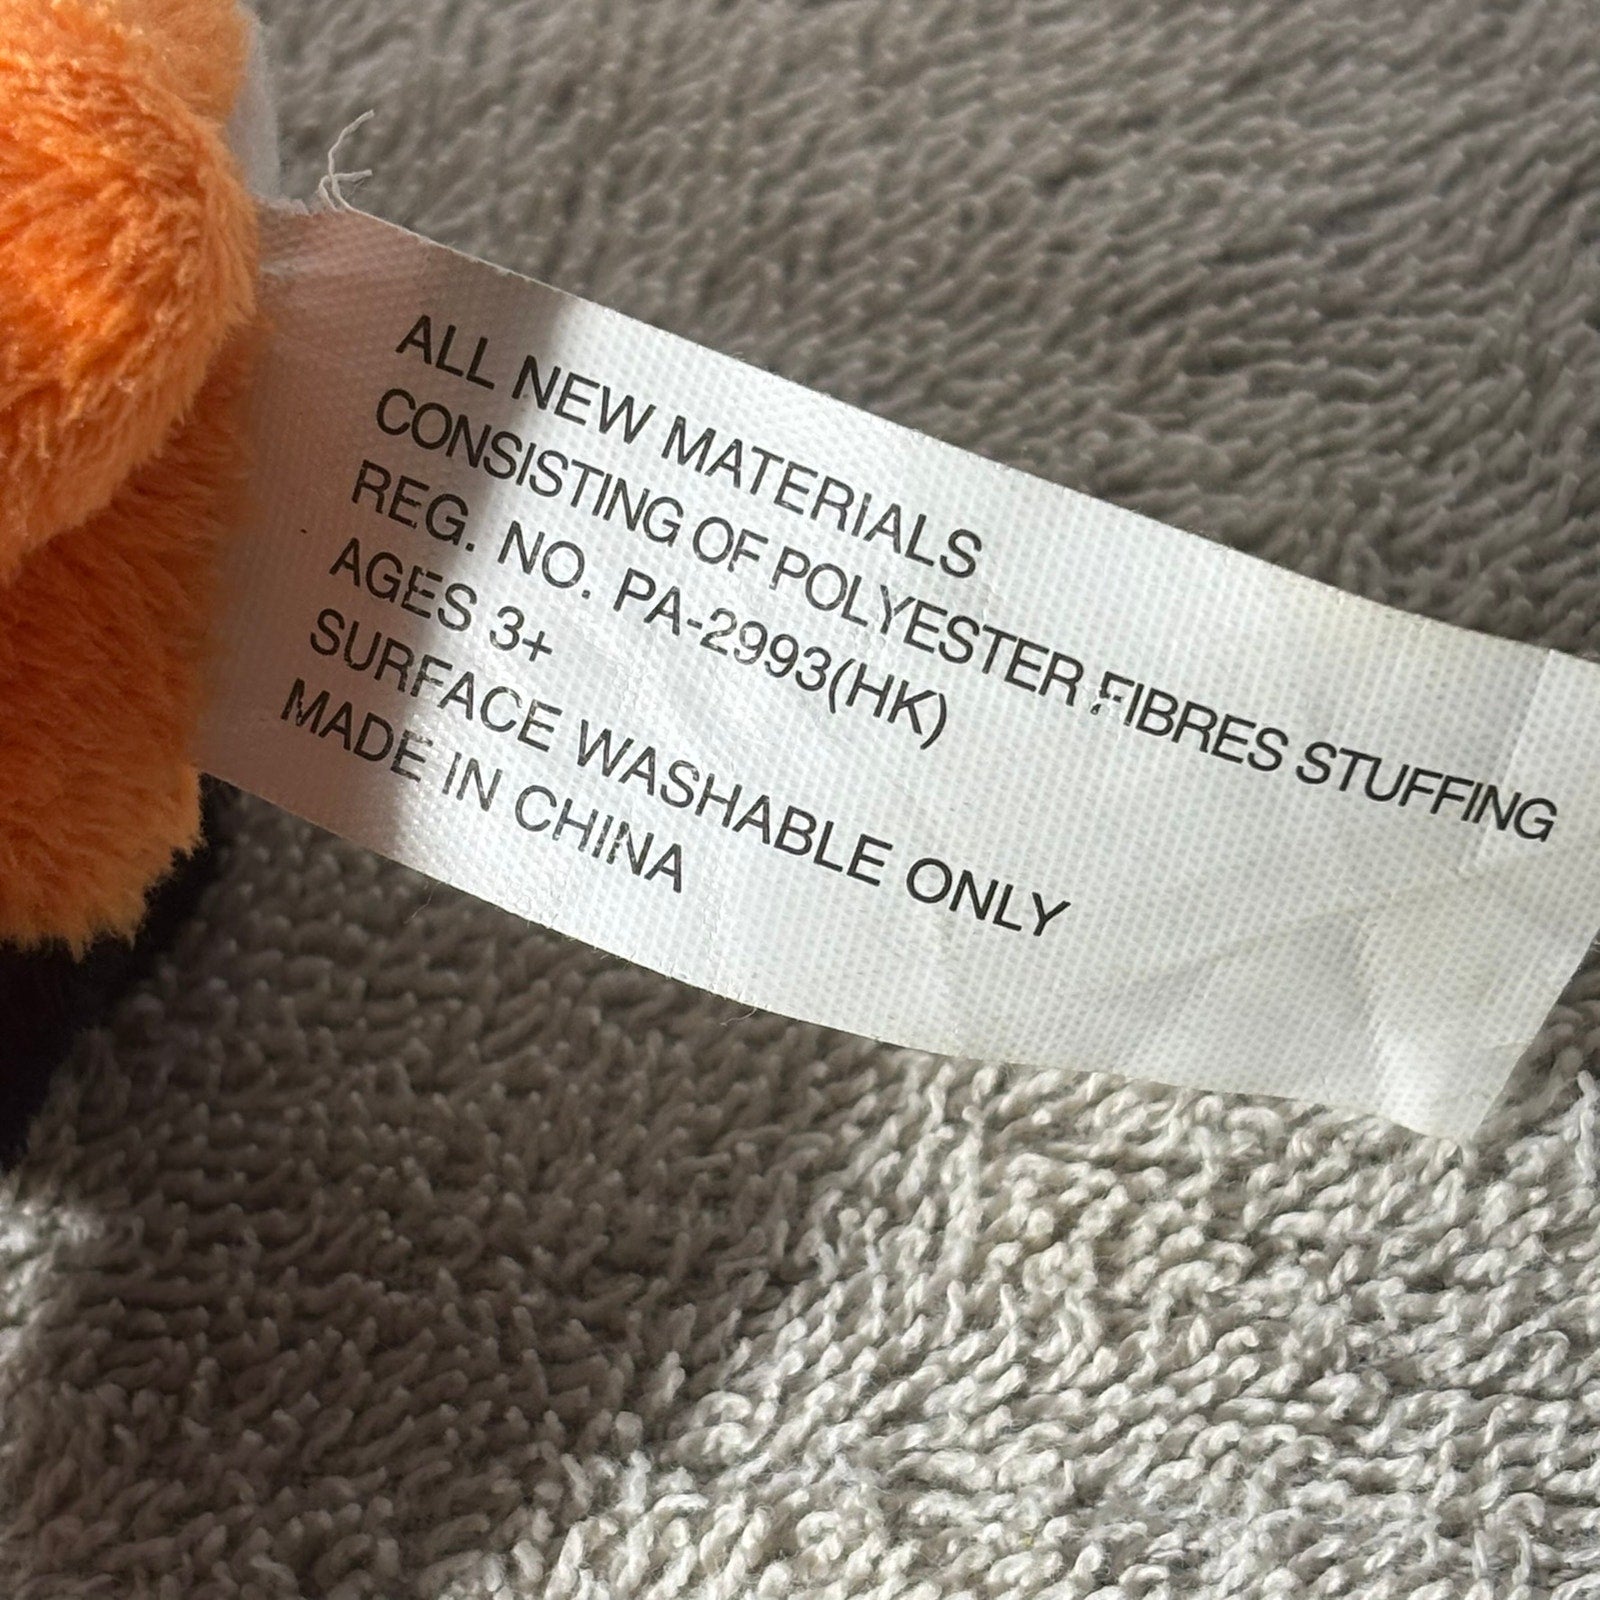 ALL NEW MATERIALS
CONSISTING OF POLYESTER FIBRES STUFFING
REG. NO. PA-2993(HK)
AGES 3+
SURFACE WASHABLE ONLY
MADE IN CHINA